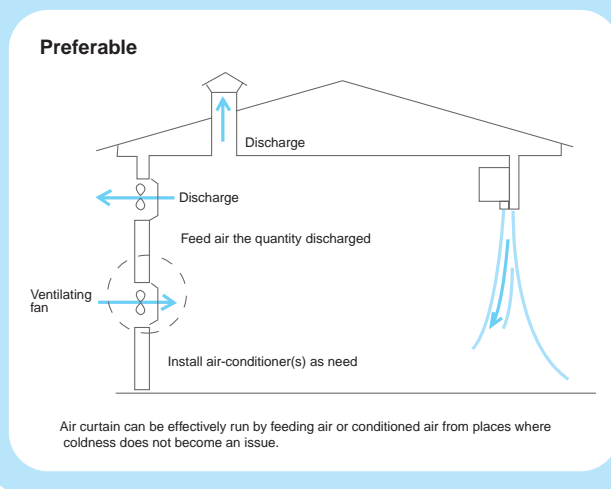 Preferable
Discharge
Discharge
Feed air the quantity discharged
Ventilating
fan
Install air-conditioner(s) as need
Air curtain can be effectively run by feeding air or conditioned air from places where
coldness does not become an issue.